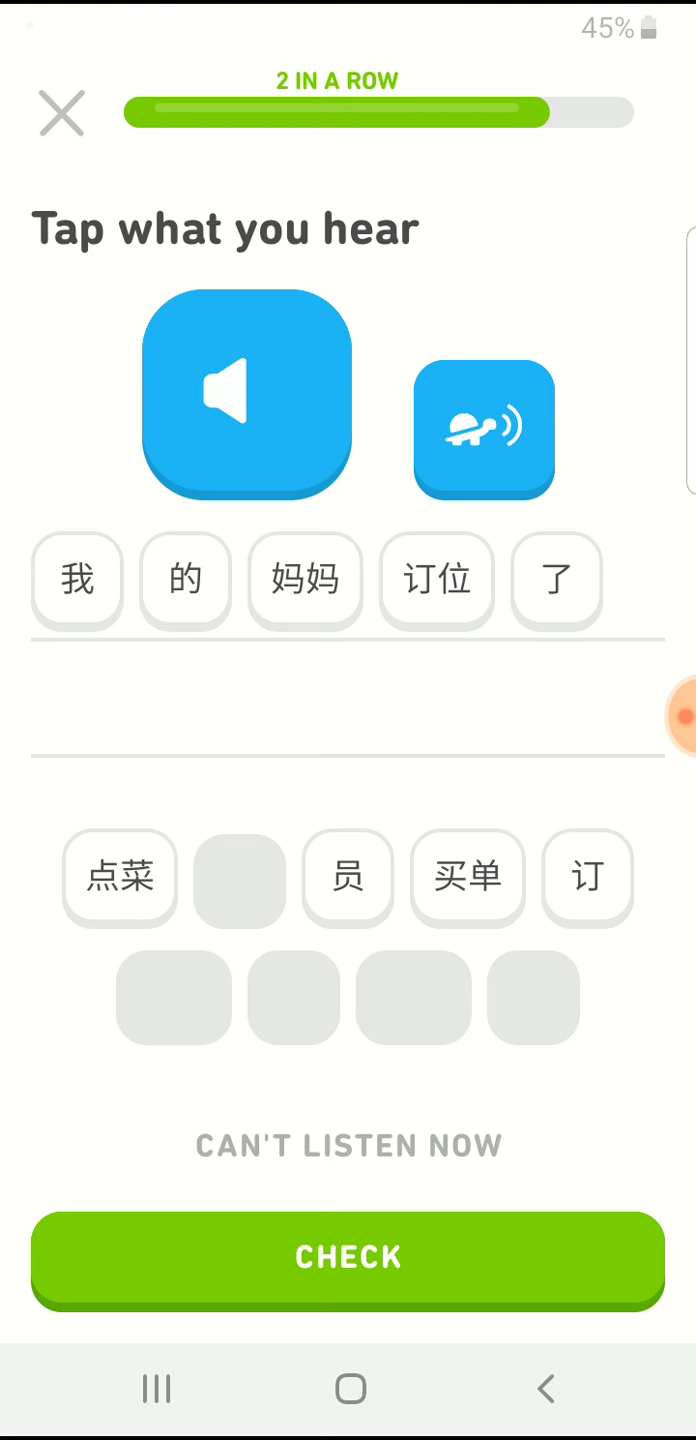 45%
2 IN A ROW
Tap what you hear
我 的 妈妈 订位 了
点菜 员 买单 订
CAN'T LISTEN NOW
CHECK